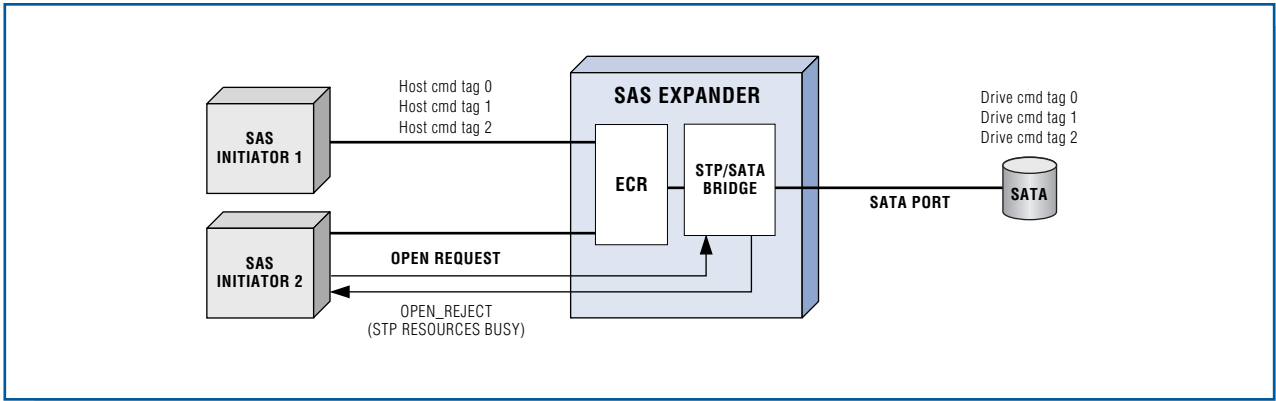 Host cmd tag 0
Host cmd tag 1
Host cmd tag 2
SAS EXPANDER
Drive cmd tag 0
Drive cmd tag 1
Drive cmd tag 2
SAS
INITIATOR 1
ECR
STP/SATA
BRIDGE
SATA PORT
SATA
SAS
INITIATOR 2
OPEN REQUEST
OPEN_REJECT
(STP RESOURCES BUSY)